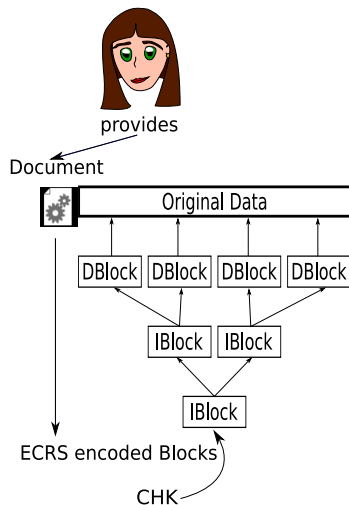 provides
Document
Original Data
DBlock DBlock DBlock DBlock
IBlock IBlock
IBlock
ECRS encoded Blocks
CHK